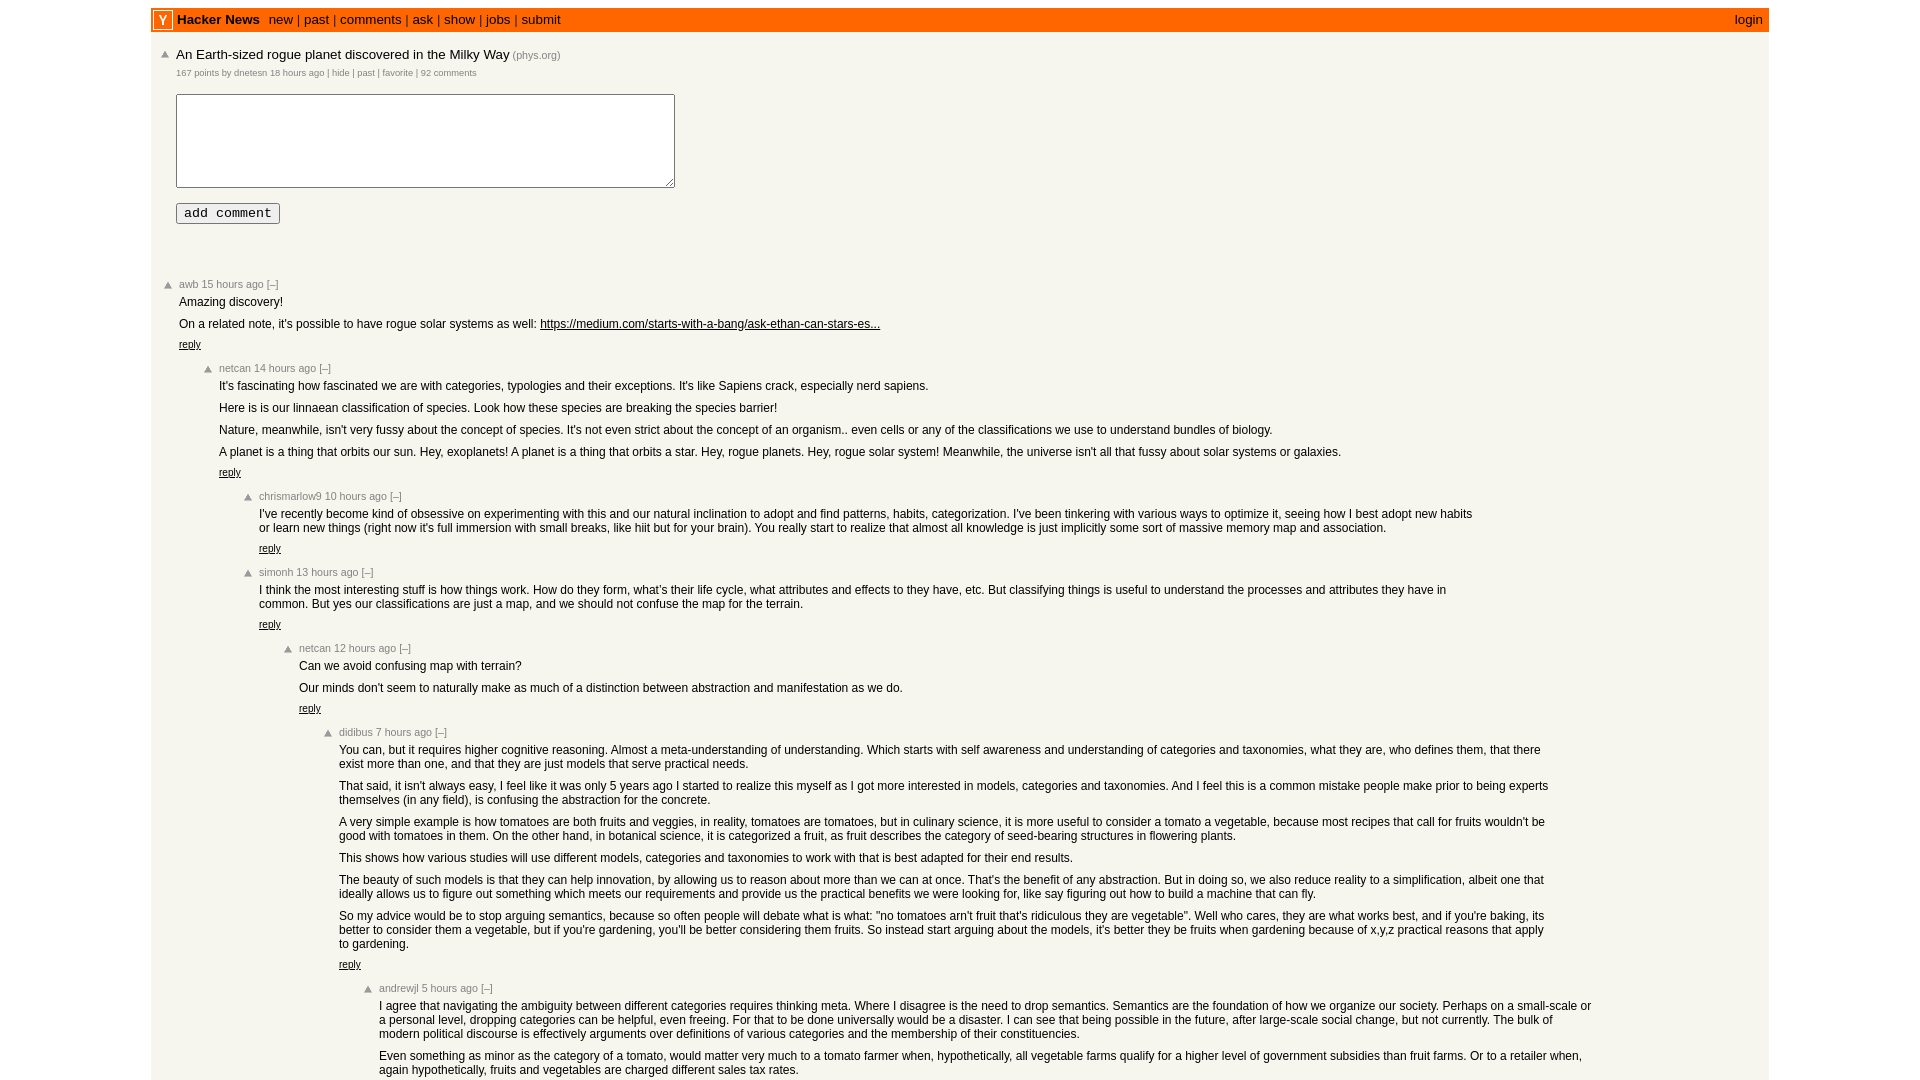 Y Hacker News new | past | comments | ask | show | jobs | submit login
An Earth-sized rogue planet discovered in the Milky Way (phys.org)
167 points by dnetesn 18 hours ago | hide | past | favorite | 92 comments
add comment
awb 15 hours ago [–]
Amazing discovery!
On a related note, it's possible to have rogue solar systems as well: https://medium.com/starts-with-a-bang/ask-ethan-can-stars-es...
reply
netcan 14 hours ago [–]
It's fascinating how fascinated we are with categories, typologies and their exceptions. It's like Sapiens crack, especially nerd sapiens.
Here is is our linnaean classification of species. Look how these species are breaking the species barrier!
Nature, meanwhile, isn't very fussy about the concept of species. It's not even strict about the concept of an organism.. even cells or any of the classifications we use to understand bundles of biology.
A planet is a thing that orbits our sun. Hey, exoplanets! A planet is a thing that orbits a star. Hey, rogue planets. Hey, rogue solar system! Meanwhile, the universe isn't all that fussy about solar systems or galaxies.
reply
chrismarlow9 10 hours ago [–]
I've recently become kind of obsessive on experimenting with this and our natural inclination to adopt and find patterns, habits, categorization. I've been tinkering with various ways to optimize it, seeing how I best adopt new habits
or learn new things (right now it's full immersion with small breaks, like hiit but for your brain). You really start to realize that almost all knowledge is just implicitly some sort of massive memory map and association.
reply
simonh 13 hours ago [–]
I think the most interesting stuff is how things work. How do they form, what's their life cycle, what attributes and effects to they have, etc. But classifying things is useful to understand the processes and attributes they have in
common. But yes our classifications are just a map, and we should not confuse the map for the terrain.
reply
netcan 12 hours ago [–]
Can we avoid confusing map with terrain?
Our minds don't seem to naturally make as much of a distinction between abstraction and manifestation as we do.
reply
didibus 7 hours ago [–]
You can, but it requires higher cognitive reasoning. Almost a meta-understanding of understanding. Which starts with self awareness and understanding of categories and taxonomies, what they are, who defines them, that there
exist more than one, and that they are just models that serve practical needs.
That said, it isn't always easy, I feel like it was only 5 years ago I started to realize this myself as I got more interested in models, categories and taxonomies. And I feel this is a common mistake people make prior to being experts
themselves (in any field), is confusing the abstraction for the concrete.
A very simple example is how tomatoes are both fruits and veggies, in reality, tomatoes are tomatoes, but in culinary science, it is more useful to consider a tomato a vegetable, because most recipes that call for fruits wouldn't be
good with tomatoes in them. On the other hand, in botanical science, it is categorized a fruit, as fruit describes the category of seed-bearing structures in flowering plants.
This shows how various studies will use different models, categories and taxonomies to work with that is best adapted for their end results.
The beauty of such models is that they can help innovation, by allowing us to reason about more than we can at once. That's the benefit of any abstraction. But in doing so, we also reduce reality to a simplification, albeit one that
ideally allows us to figure out something which meets our requirements and provide us the practical benefits we were looking for, like say figuring out how to build a machine that can fly.
So my advice would be to stop arguing semantics, because so often people will debate what is what: "no tomatoes arn't fruit that's ridiculous they are vegetable". Well who cares, they are what works best, and if you're baking, its
better to consider them a vegetable, but if you're gardening, you'll be better considering them fruits. So instead start arguing about the models, it's better they be fruits when gardening because of x,y,z practical reasons that apply
to gardening.
reply
andrewjl 5 hours ago [–]
I agree that navigating the ambiguity between different categories requires thinking meta. Where I disagree is the need to drop semantics. Semantics are the foundation of how we organize our society. Perhaps on a small-scale or
a personal level, dropping categories can be helpful, even freeing. For that to be done universally would be a disaster. I can see that being possible in the future, after large-scale social change, but not currently. The bulk of
modern political discourse is effectively arguments over definitions of various categories and the membership of their constituencies.
Even something as minor as the category of a tomato, would matter very much to a tomato farmer when, hypothetically, all vegetable farms qualify for a higher level of government subsidies than fruit farms. Or to a retailer when,
again hypothetically, fruits and vegetables are charged different sales tax rates.